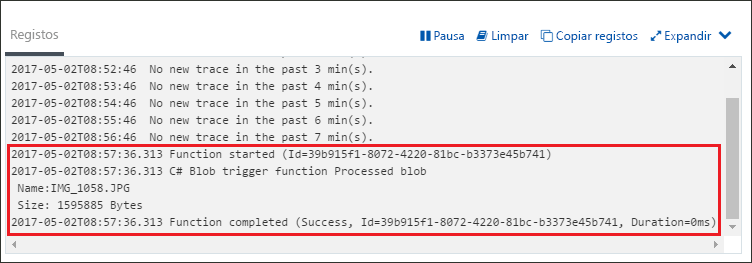 Registos
Pausa Limpar Copiar registos Expandir
2017-05-02T08:52:46 No new trace in the past 3 min(s).
2017-05-02T08:53:46 No new trace in the past 4 min(s).
2017-05-02T08:54:46 No new trace in the past 5 min(s).
2017-05-02T08:55:46 No new trace in the past 6 min(s).
2017-05-02T08:56:46 No new trace in the past 7 min(s).
2017-05-02T08:57:36.313 Function started (Id=39b915f1-8072-4220-81bc-b3373e45b741)
2017-05-02T08:57:36.313 C# Blob trigger function Processed blob
Name:IMG_1058.JPG
Size: 1595885 Bytes
2017-05-02T08:57:36.313 Function completed (Success, Id=39b915f1-8072-4220-81bc-b3373e45b741, Duration=0ms)